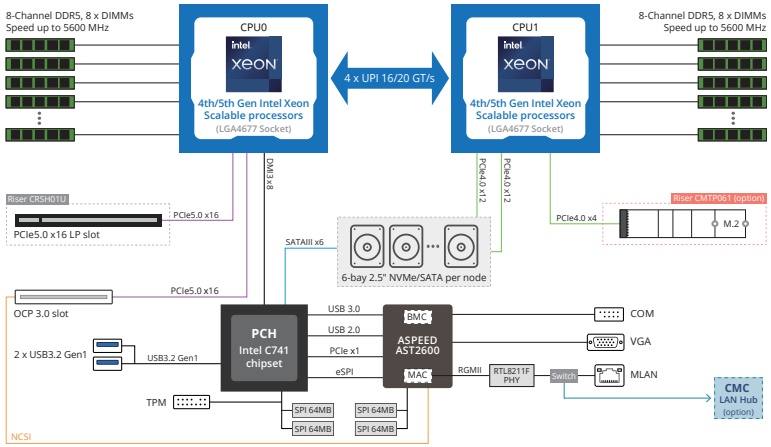 8-Channel DDR5, 8 x DIMMs
Speed up to 5600 MHz
CPU0
intel
xeon
4th/5th Gen Intel Xeon
Scalable processors
(LGA4677 Socket)
4 x UPI 16/20 GT/s
CPU1
intel
xeon
4th/5th Gen Intel Xeon
Scalable processors
(LGA4677 Socket)
8-Channel DDR5, 8 x DIMMs
Speed up to 5600 MHz
DMI3 x8
PCIe4.0 x12
PCIe4.0 x12
Riser CRSH01U
PCIe5.0 x16
PCIe5.0 x16 LP slot
Riser CMTP061 (option)
PCIe4.0 x4
M.2
SATAIII x6
6-bay 2.5" NVMe/SATA per node
PCIe5.0 x16
OCP 3.0 slot
PCH
Intel C741
chipset
USB 3.0
USB 2.0
PCIe x1
eSPI
BMC
ASPEED
AST2600
MAC
COM
VGA
2 x USB3.2 Gen1
USB3.2 Gen1
RGMII
RTL8211F
PHY
Switch
MLAN
CMC
LAN Hub
(option)
TPM
SPI 64MB
SPI 64MB
SPI 64MB
SPI 64MB
NCSI